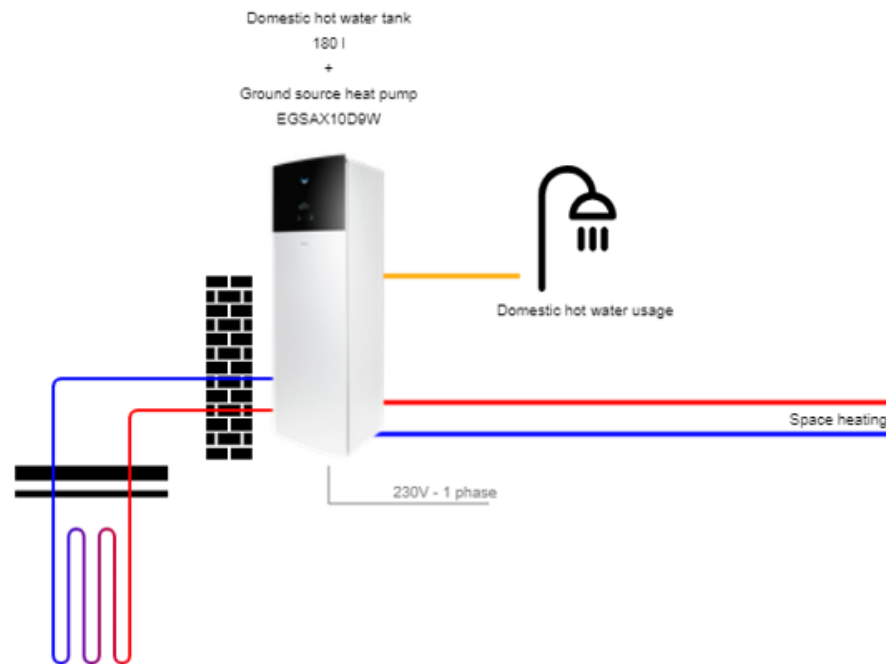 Domestic hot water tank
180 l
+
Ground source heat pump
EGSAX10D9W
Domestic hot water usage
Space heating
230V - 1 phase